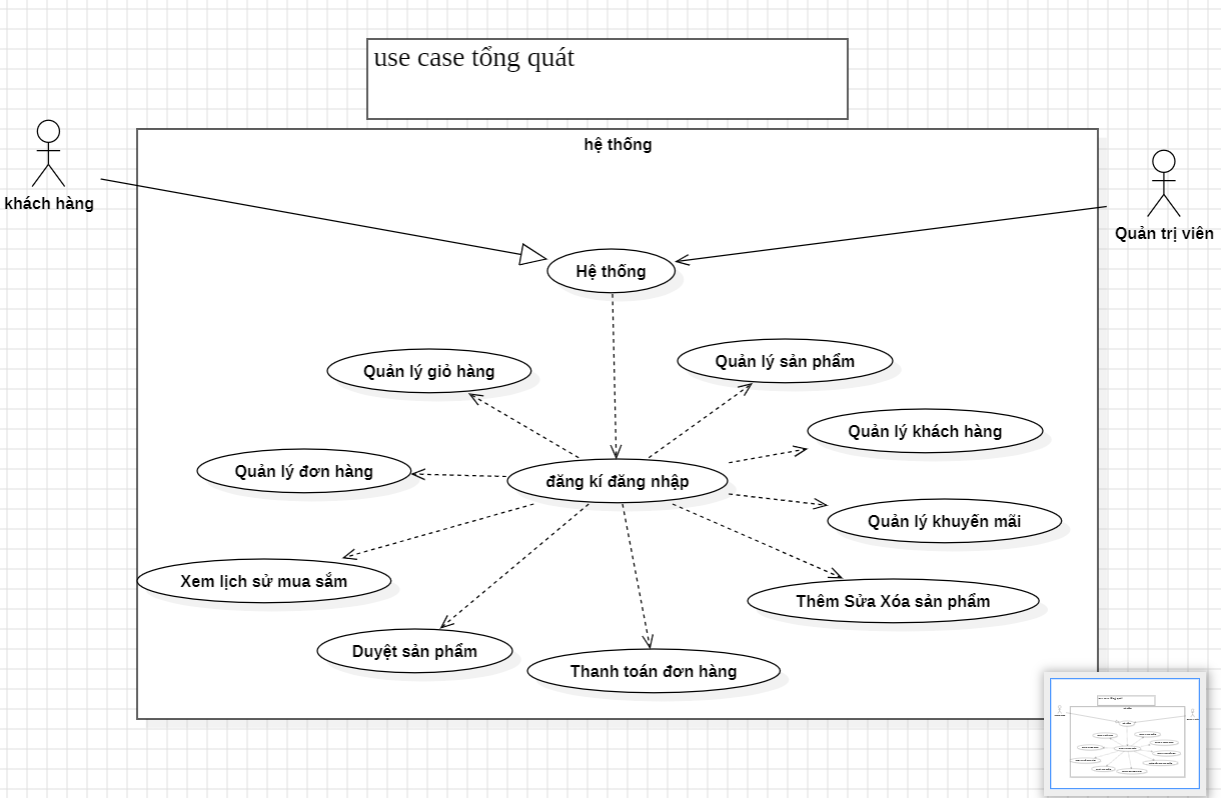 use case tổng quát
hệ thống
khách hàng
Quản trị viên
Hệ thống
Quản lý giỏ hàng
Quản lý sản phẩm
Quản lý khách hàng
Quản lý đơn hàng
đăng kí đăng nhập
Quản lý khuyến mãi
Xem lịch sử mua sắm
Thêm Sửa Xóa sản phẩm
Duyệt sản phẩm
Thanh toán đơn hàng